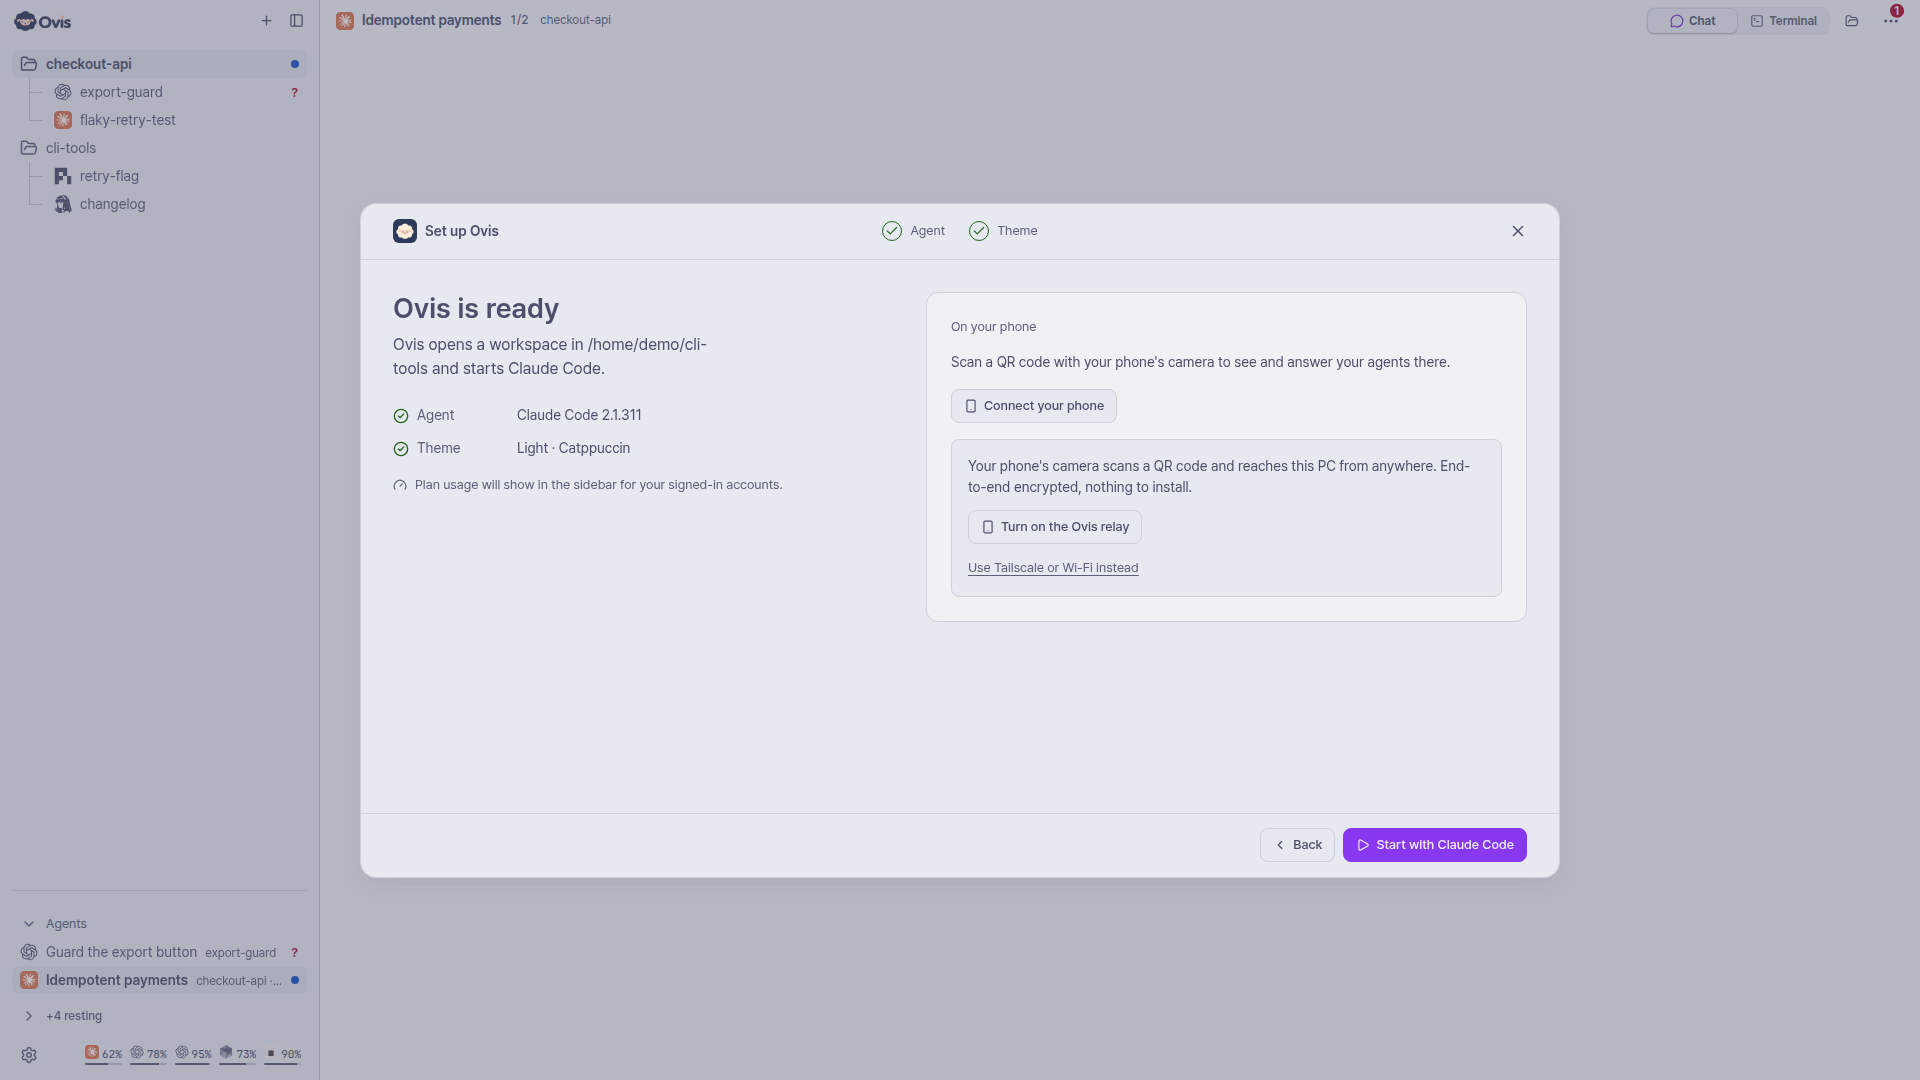 Ovis
checkout-api
export-guard ?
flaky-retry-test
cli-tools
retry-flag
changelog
Agents
Guard the export button export-guard ?
Idempotent payments checkout-api ·...
+4 resting
62% 78% 95% 73% 90%
Idempotent payments 1/2 checkout-api
Chat
Terminal
1
Set up Ovis
Agent
Theme
Ovis is ready
Ovis opens a workspace in /home/demo/cli-
tools and starts Claude Code.
Agent Claude Code 2.1.311
Theme Light · Catppuccin
Plan usage will show in the sidebar for your signed-in accounts.
On your phone
Scan a QR code with your phone's camera to see and answer your agents there.
Connect your phone
Your phone's camera scans a QR code and reaches this PC from anywhere. End-
to-end encrypted, nothing to install.
Turn on the Ovis relay
Use Tailscale or Wi-Fi instead
Back
Start with Claude Code